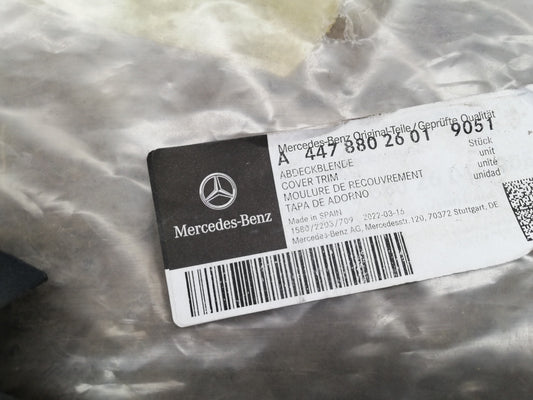 Mercedes-Benz Original-Teile/Geprüfte Qualität
A 447 880 26 01 9051
ABDECKBLENDE
COVER TRIM
MOULURE DE RECOUVREMENT
TAPA DE ADORNO
Stück
unit
unité
unidad
Made in SPAIN
1580/2203/709 2022-03-15
Mercedes-Benz AG, Mercedesstr.120, 70372 Stuttgart, DE
Mercedes-Benz